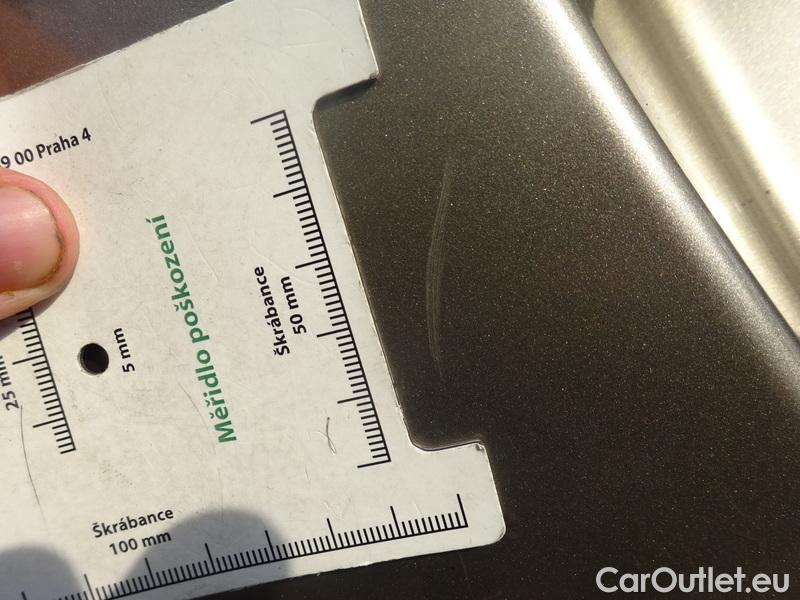 9 00 Praha 4
Škrábance
50 mm
Měřidlo poškození
5 mm
25 mm
Škrábance
100 mm
CarOutlet.eu